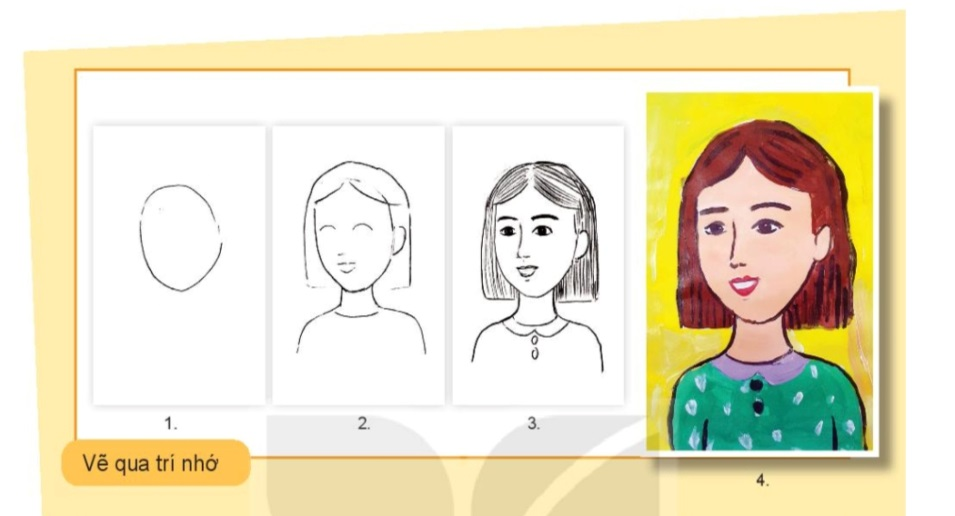 1.
2.
3.
Vẽ qua trí nhớ
4.